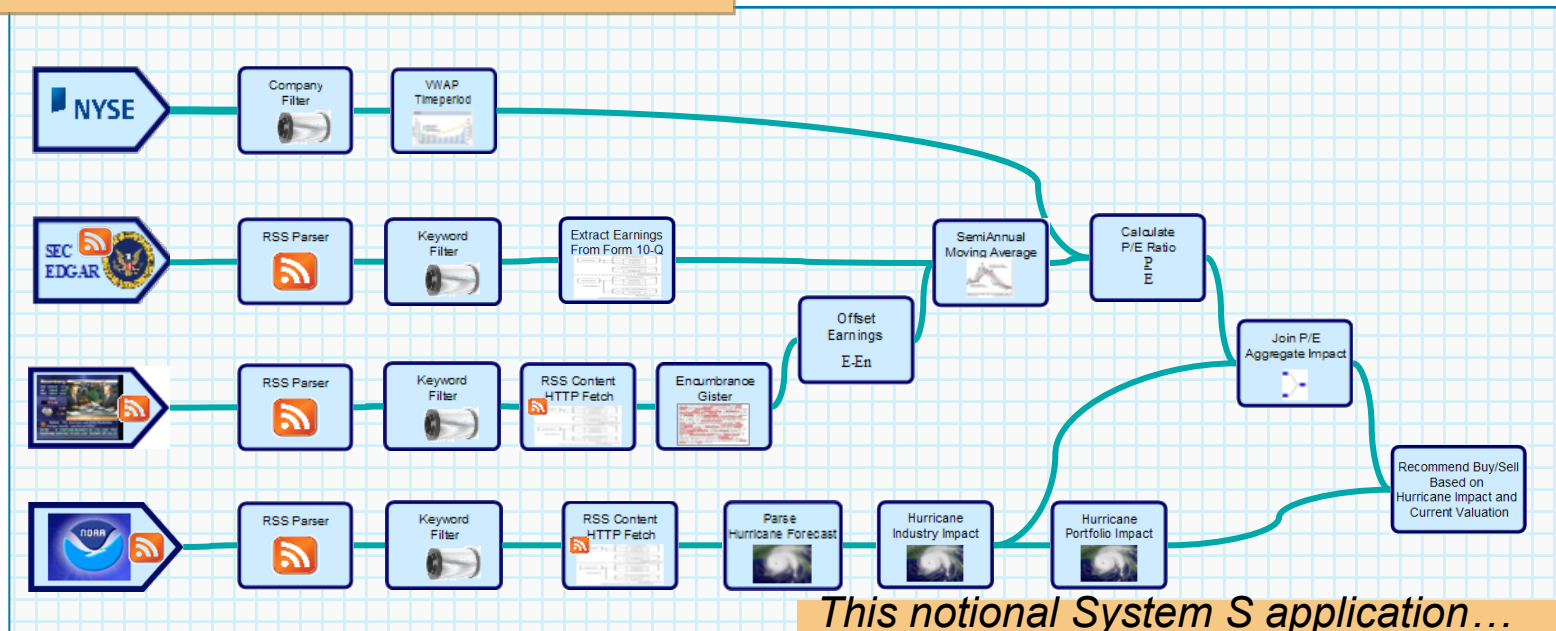 NYSE
Company
Filter
VWAP
Timeperiod
SEC
EDGAR
RSS Parser
Keyword
Filter
Extract Earnings
From Form 10-Q
SemiAnnual
Moving Average
Calculate
P/E Ratio
P
E
Offset
Earnings
E-En
Join P/E
Aggregate Impact
RSS Parser
Keyword
Filter
RSS Content
HTTP Fetch
Encumbrance
Gister
Recommend Buy/Sell
Based on
Hurricane Impact and
Current Valuation
NOAA
RSS Parser
Keyword
Filter
RSS Content
HTTP Fetch
Parse
Hurricane Forecast
Hurricane
Industry Impact
Hurricane
Portfolio Impact
This notional System S application…